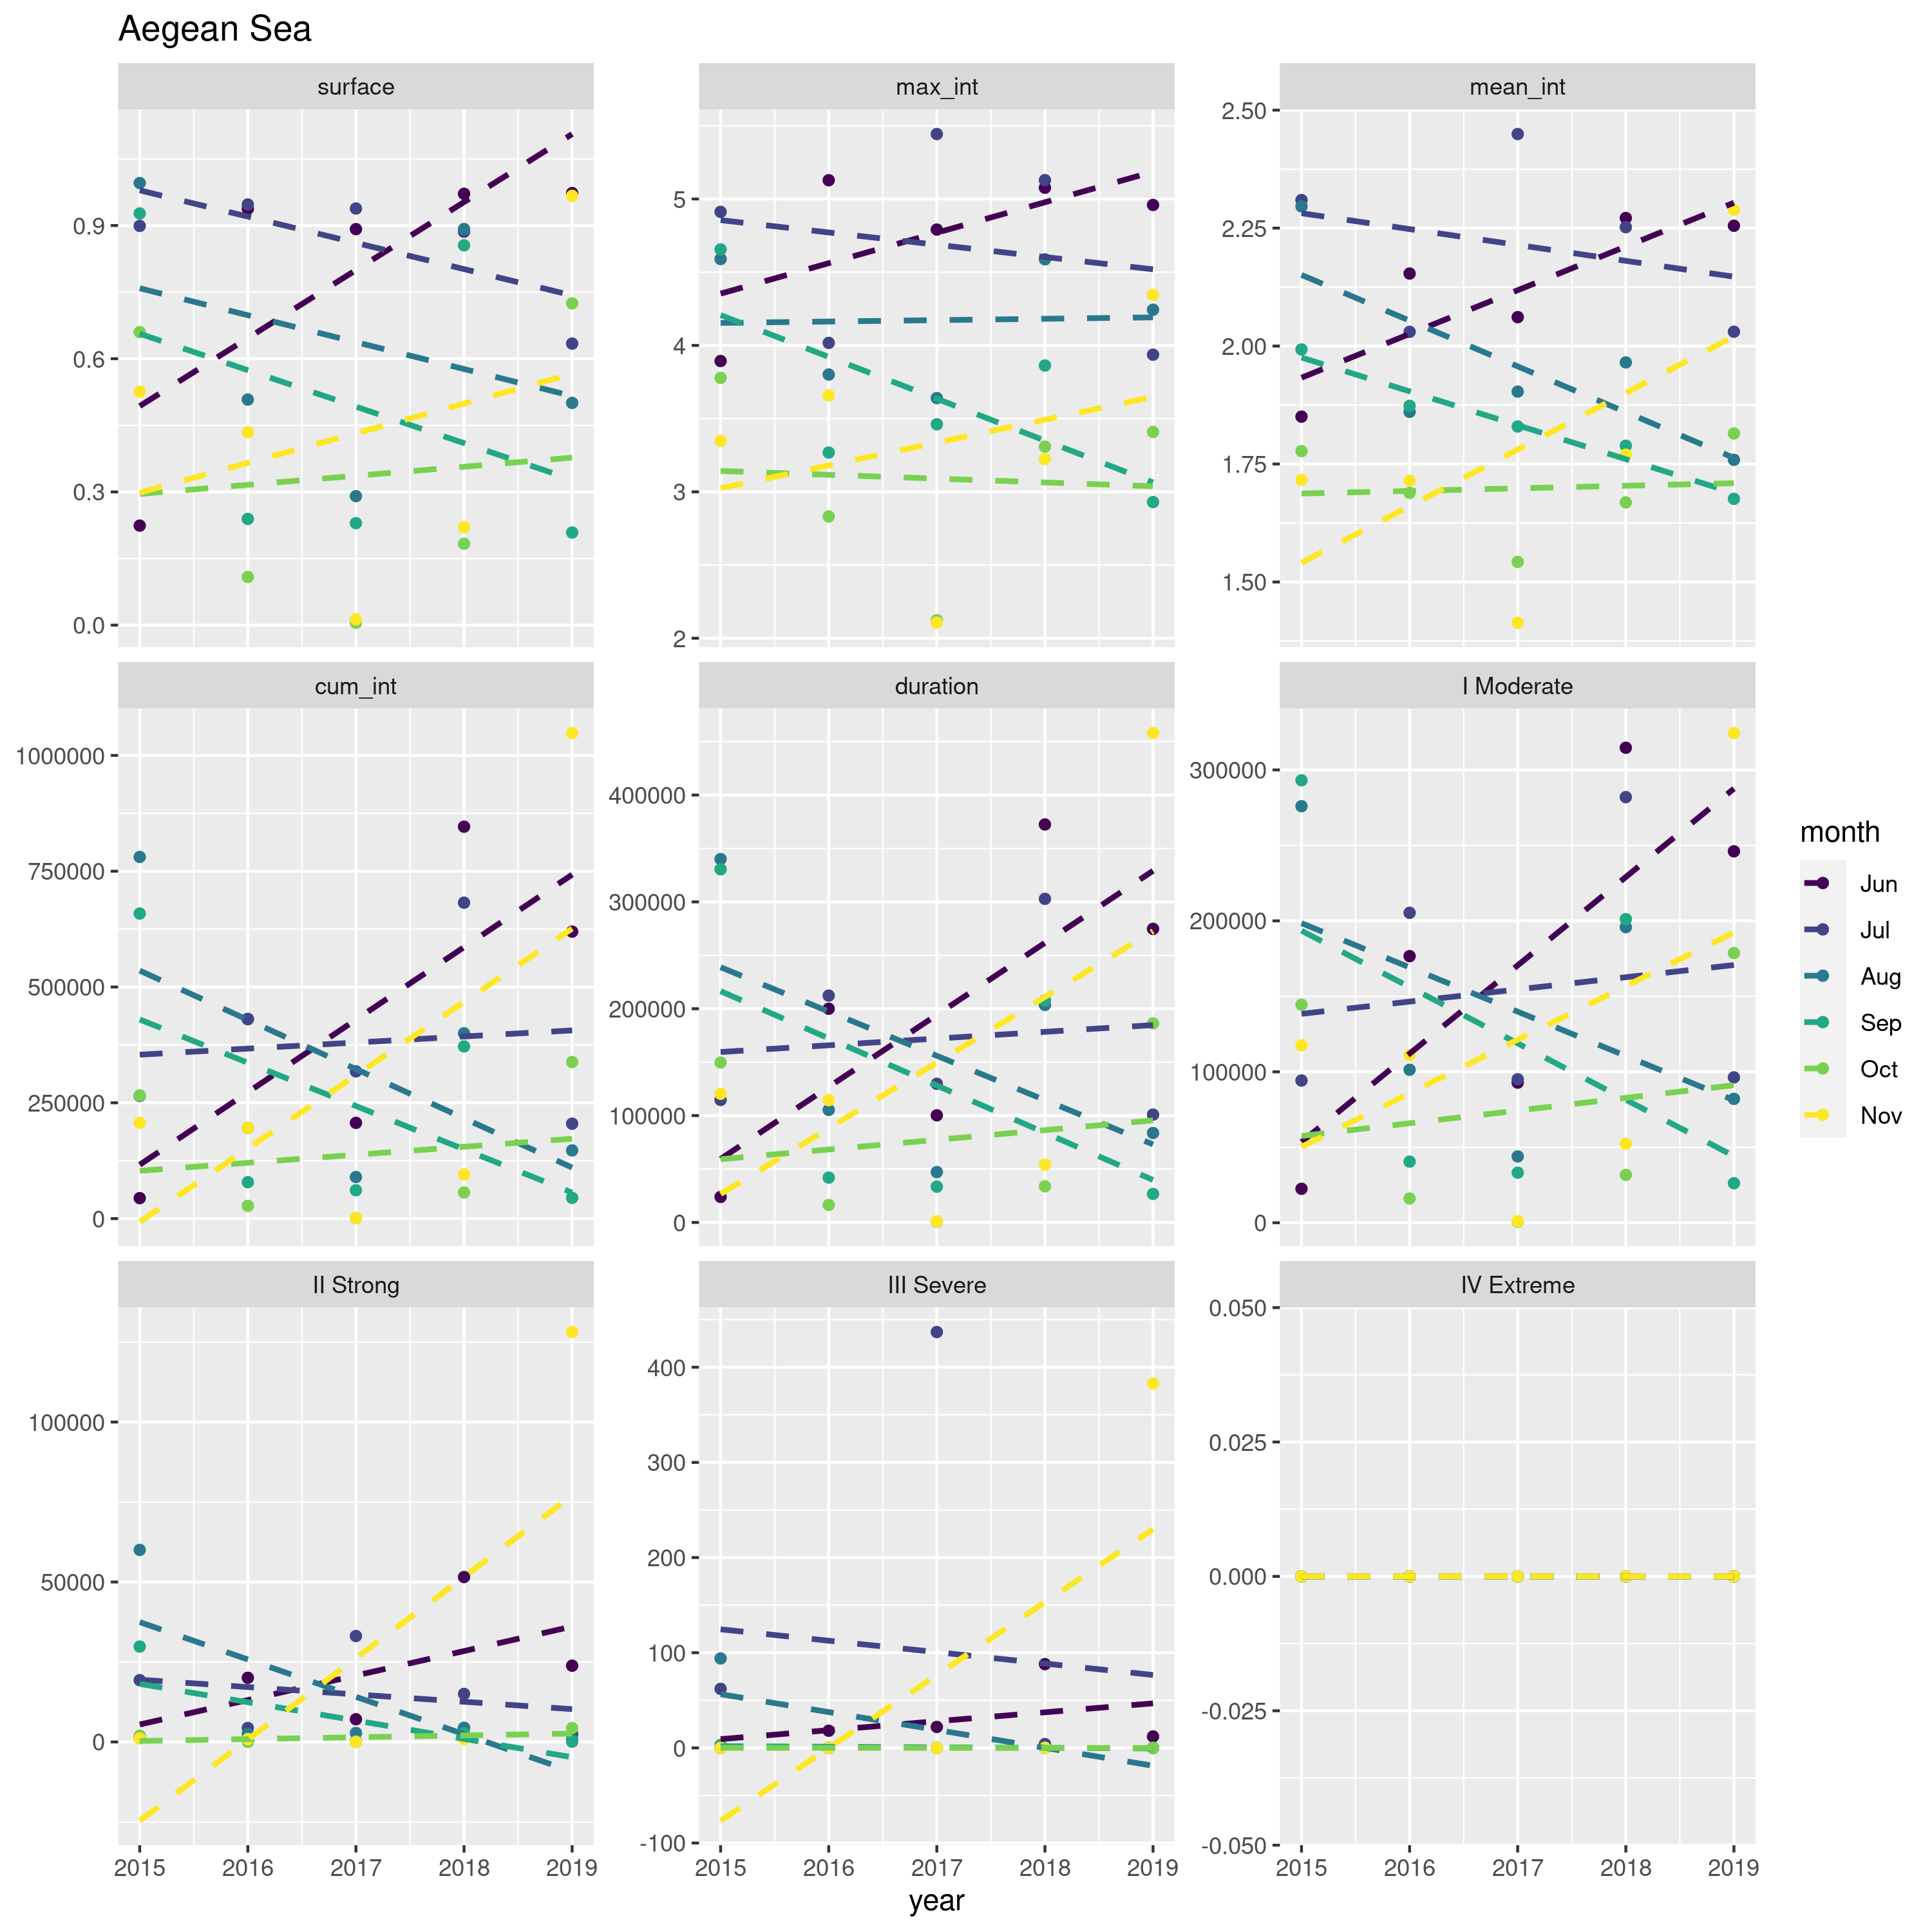 Aegean Sea
surface
max_int
mean_int
0.9
0.6
0.3
0.0
5
4
3
2
2.50
2.25
2.00
1.75
1.50
cum_int
duration
I Moderate
1000000
750000
500000
250000
0
400000
300000
200000
100000
0
300000
200000
100000
0
month
Jun
Jul
Aug
Sep
Oct
Nov
II Strong
III Severe
IV Extreme
100000
50000
0
400
300
200
100
0
-100
0.050
0.025
0.000
-0.025
-0.050
2015 2016 2017 2018 2019
2015 2016 2017 2018 2019
2015 2016 2017 2018 2019
year